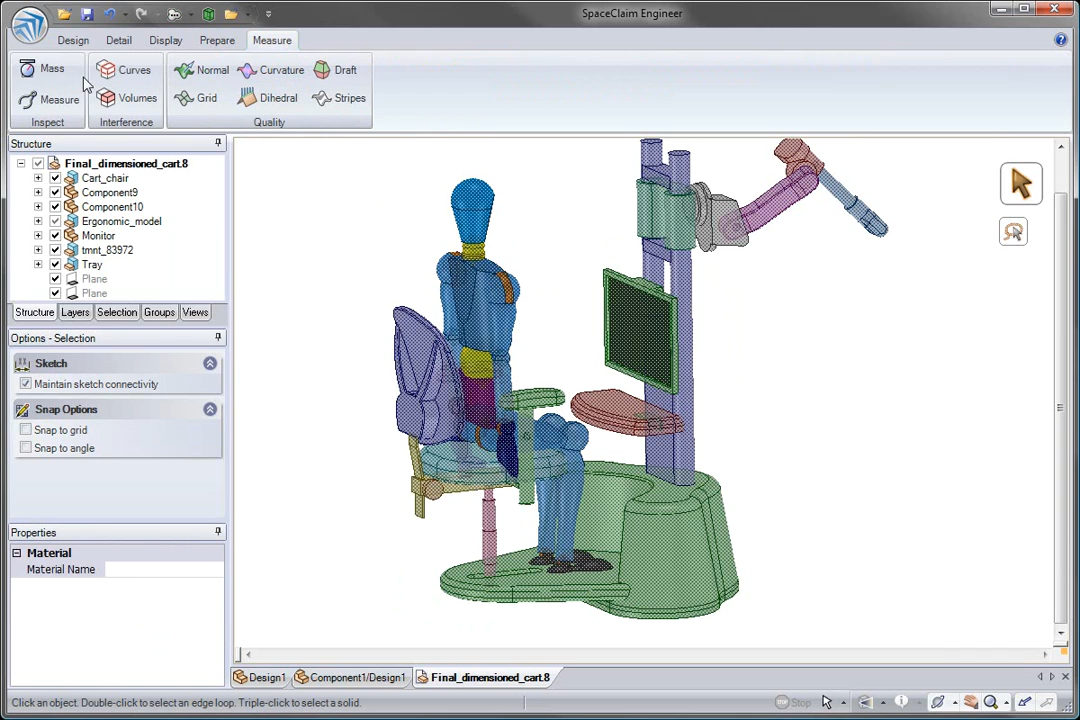 SpaceClaim Engineer
Design Detail Display Prepare Measure
Mass Curves Normal Curvature Draft
Measure Volumes Grid Dihedral Stripes
Inspect Interference Quality
Structure
Final_dimensioned_cart.8
Cart_chair
Component9
Component10
Ergonomic_model
Monitor
tmnt_83972
Tray
Plane
Plane
Structure Layers Selection Groups Views
Options - Selection
Sketch
Maintain sketch connectivity
Snap Options
Snap to grid
Snap to angle
Properties
Material
Material Name
Design1 Component1/Design1 Final_dimensioned_cart.8
Click an object. Double-click to select an edge loop. Triple-click to select a solid. Stop